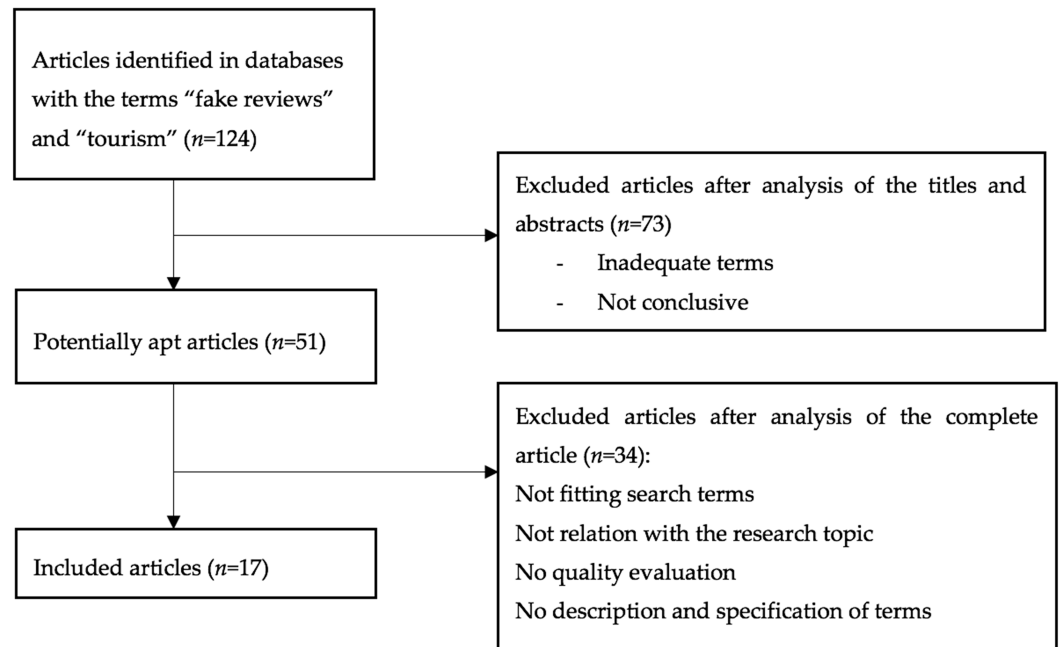 Articles identified in databases
with the terms “fake reviews”
and “tourism” (n=124)
Excluded articles after analysis of the titles and
abstracts (n=73)
- Inadequate terms
- Not conclusive
Potentially apt articles (n=51)
Excluded articles after analysis of the complete
article (n=34):
Not fitting search terms
Not relation with the research topic
No quality evaluation
No description and specification of terms
Included articles (n=17)